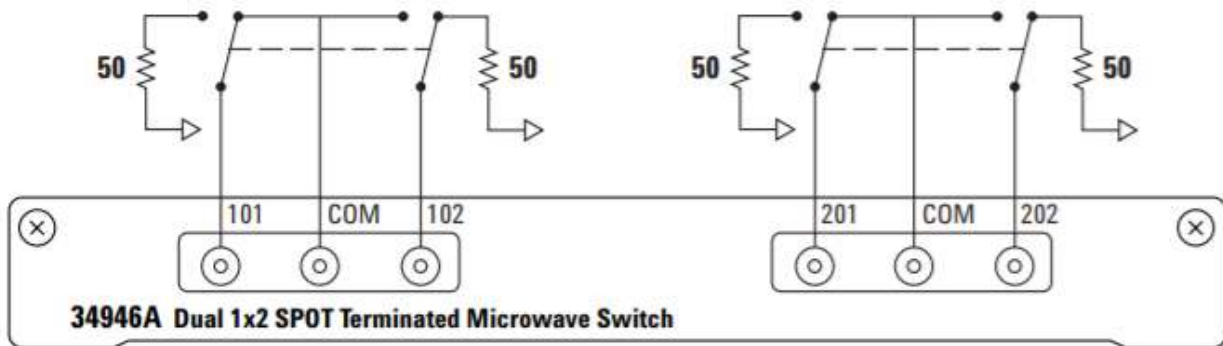 50 50 50 50
101 COM 102 201 COM 202
34946A Dual 1x2 SPOT Terminated Microwave Switch